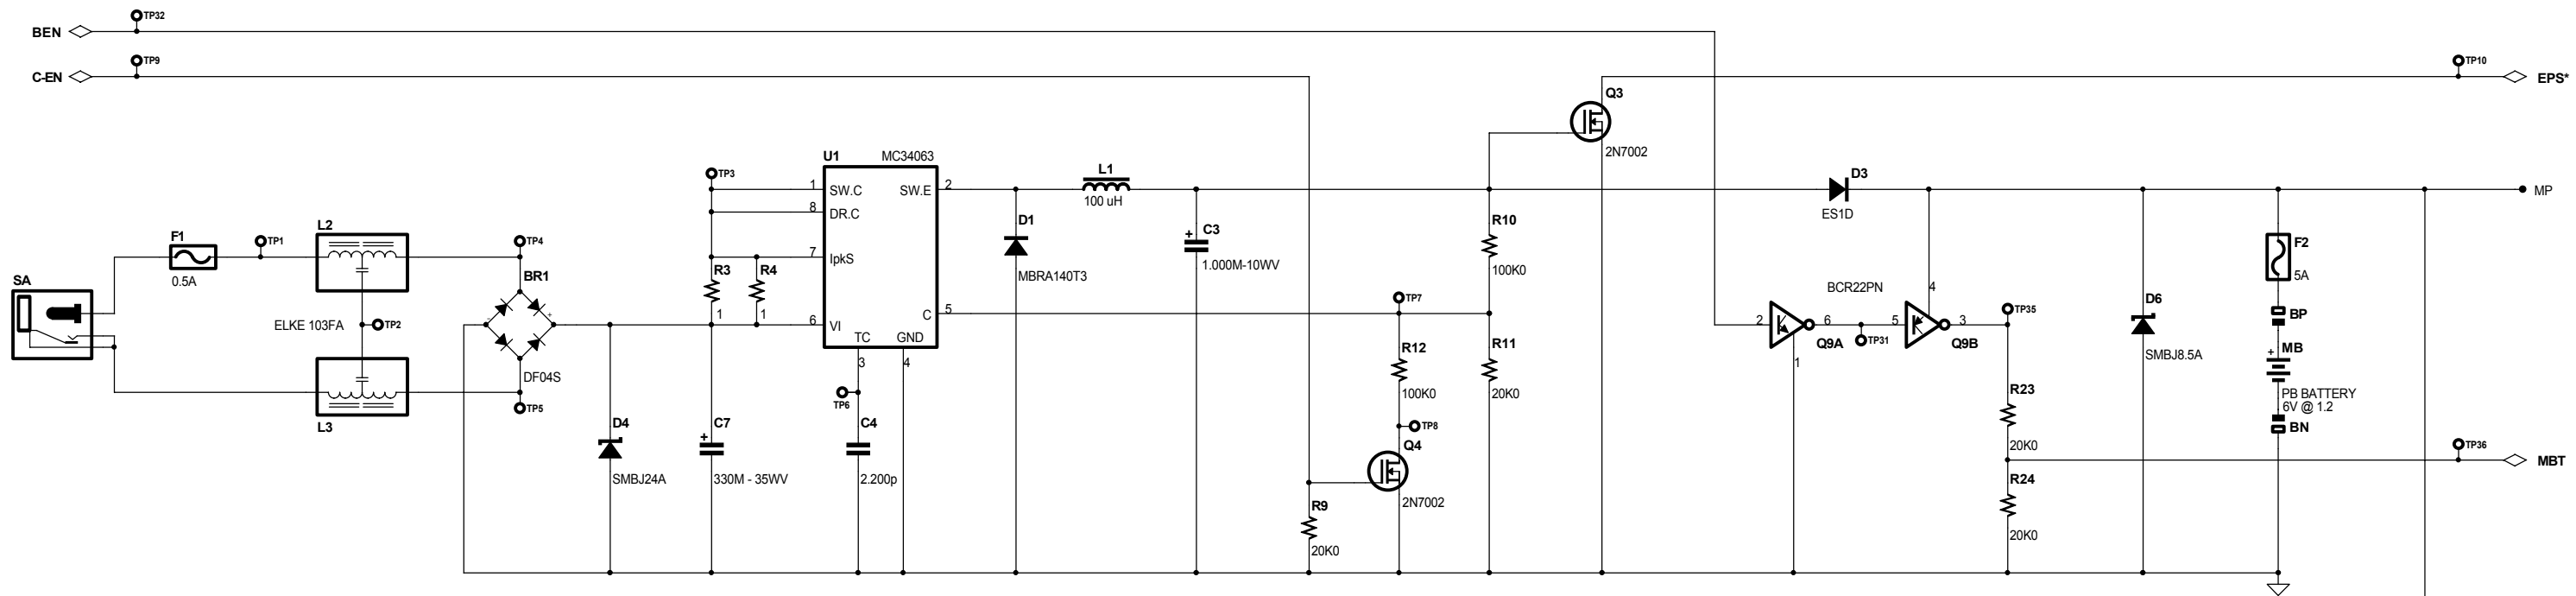 TP32
BEN
TP9
C-EN
TP10
EPS*
Q3
2N7002
U1 MC34063
TP3
1 SW.C SW.E 2
8 DR.C
7 IpkS
C 5
6 VI
TC GND
3 4
L1
100 uH
D3
ES1D
MP
D1
MBRA140T3
C3
+
1.000M-10WV
R10
100K0
F1
0.5A
TP1
L2
TP4
BR1
SA
ELKE 103FA
TP2
- +
DF04S
L3
TP5
R3 R4
1 1
F2
5A
BCR22PN
4
TP7
TP35
D6
SMBJ8.5A
BP
2 6 5 3
Q9A Q9B
TP31
1
MB
+
PB BATTERY
6V @ 1.2
BN
R12
100K0
R11
20K0
R23
20K0
TP6
D4
SMBJ24A
C7
+
330M - 35WV
C4
2.200p
TP8
Q4
2N7002
TP36
MBT
R24
20K0
R9
20K0